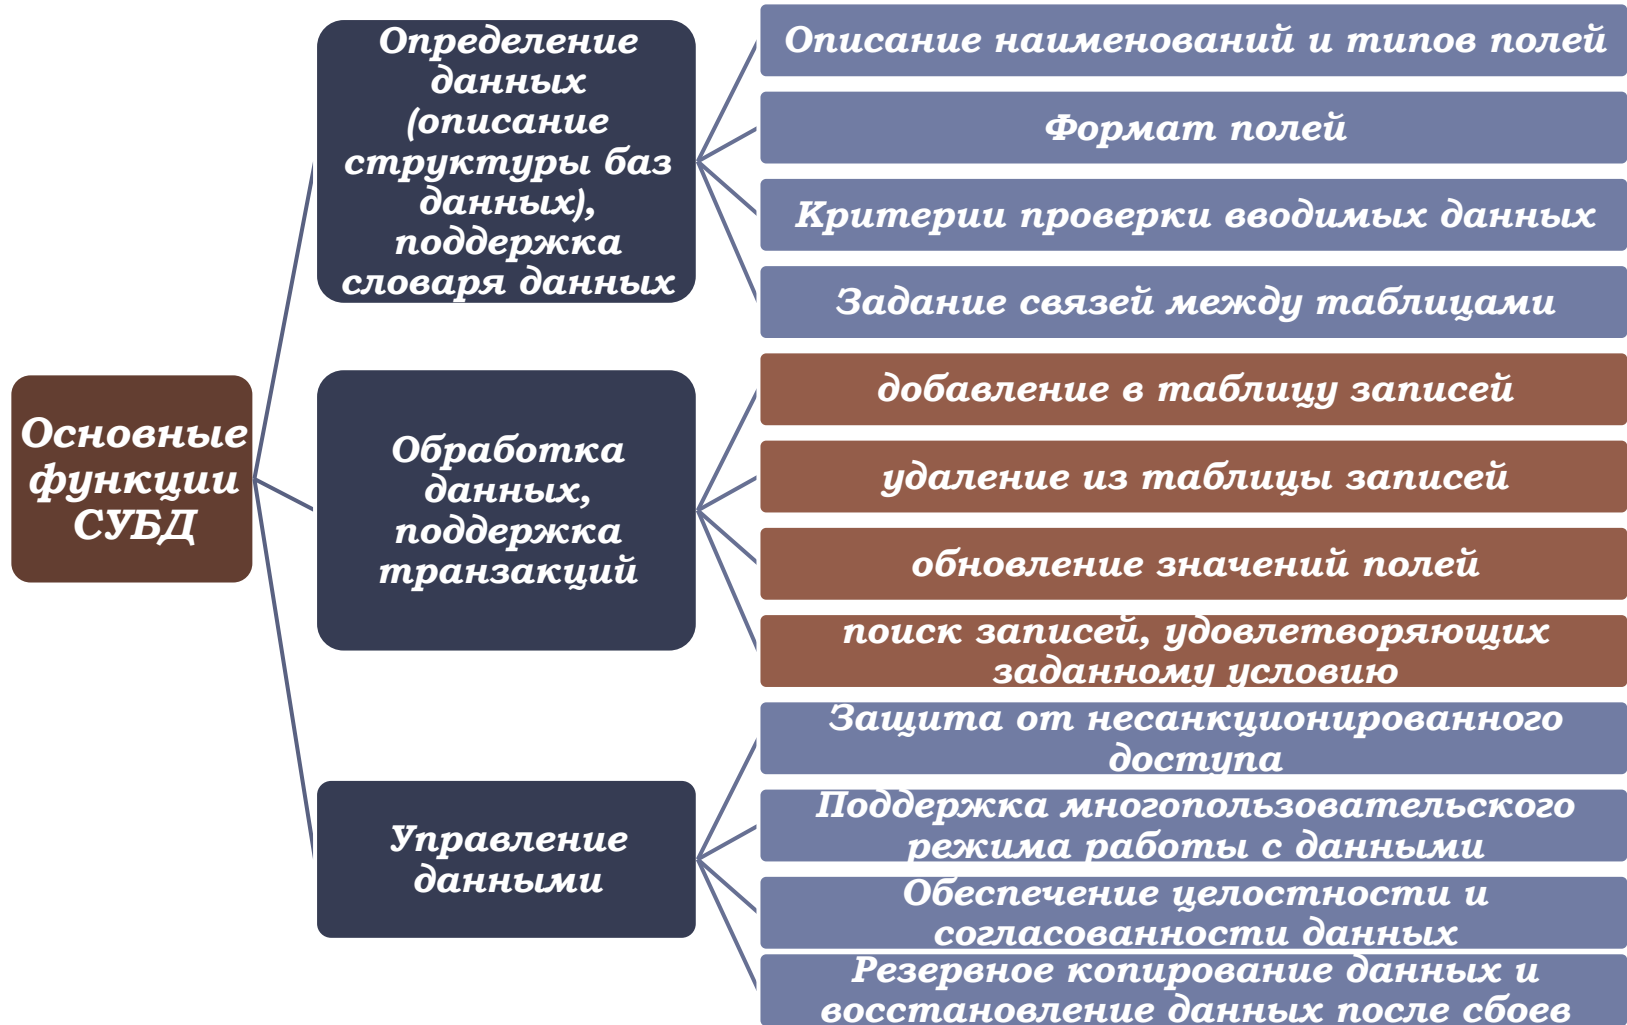 Основные
функции
СУБД
Определение
данных
(описание
структуры баз
данных),
поддержка
словаря данных
Описание наименований и типов полей
Формат полей
Критерии проверки вводимых данных
Задание связей между таблицами
Обработка
данных,
поддержка
транзакций
добавление в таблицу записей
удаление из таблицы записей
обновление значений полей
поиск записей, удовлетворяющих
заданному условию
Управление
данными
Защита от несанкционированного
доступа
Поддержка многопользовательского
режима работы с данными
Обеспечение целостности и
согласованности данных
Резервное копирование данных и
восстановление данных после сбоев